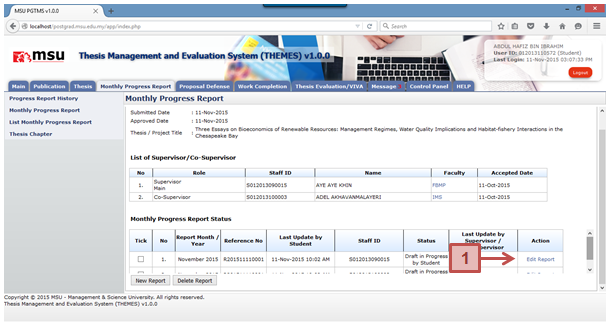 MSU PGTMS v1.0.0
localhost/postgrad.msu.edu.my/app/index.php
Search
msu
Thesis Management and Evaluation System (THEMES) v1.0.0
ABDUL HAFIZ BIN IBRAHIM
User ID: 012013110572 (Student)
Last Login: 11-Nov-2015 03:07:33 PM
Logout
Main Publication Thesis Monthly Progress Report Proposal Defense Work Completion Thesis Evaluation/VIVA Message Control Panel HELP
Progress Report History
Monthly Progress Report
List Monthly Progress Report
Thesis Chapter
Monthly Progress Report
Submitted Date : 11-Nov-2015
Approved Date : 11-Nov-2015
Thesis / Project Title : Three Essays on Bioeconomics of Renewable Resources: Management Regimes, Water Quality Implications and Habitat-fishery Interactions in the
Chesapeake Bay
List of Supervisor/Co-Supervisor
No Role Staff ID Name Faculty Accepted Date
1. Supervisor Main S012013090015 AYE AYE KHIN FBMP 11-Oct-2015
2. Co-Supervisor S012013100003 ADEL AKHAVANMALAYERI IMS 11-Oct-2015
Monthly Progress Report Status
Tick No Report Month / Year Reference No Last Update by Student Staff ID Status Last Update by Supervisor / Action
1. November 2015 R201511110001 11-Nov-2015 10:02 AM S012013090015 Draft in Progress by Student 1 Edit Report
Draft in Progress
New Report Delete Report
Copyright © 2015 MSU - Management & Science University. All rights reserved.
Thesis Management and Evaluation System (THEMES) v1.0.0